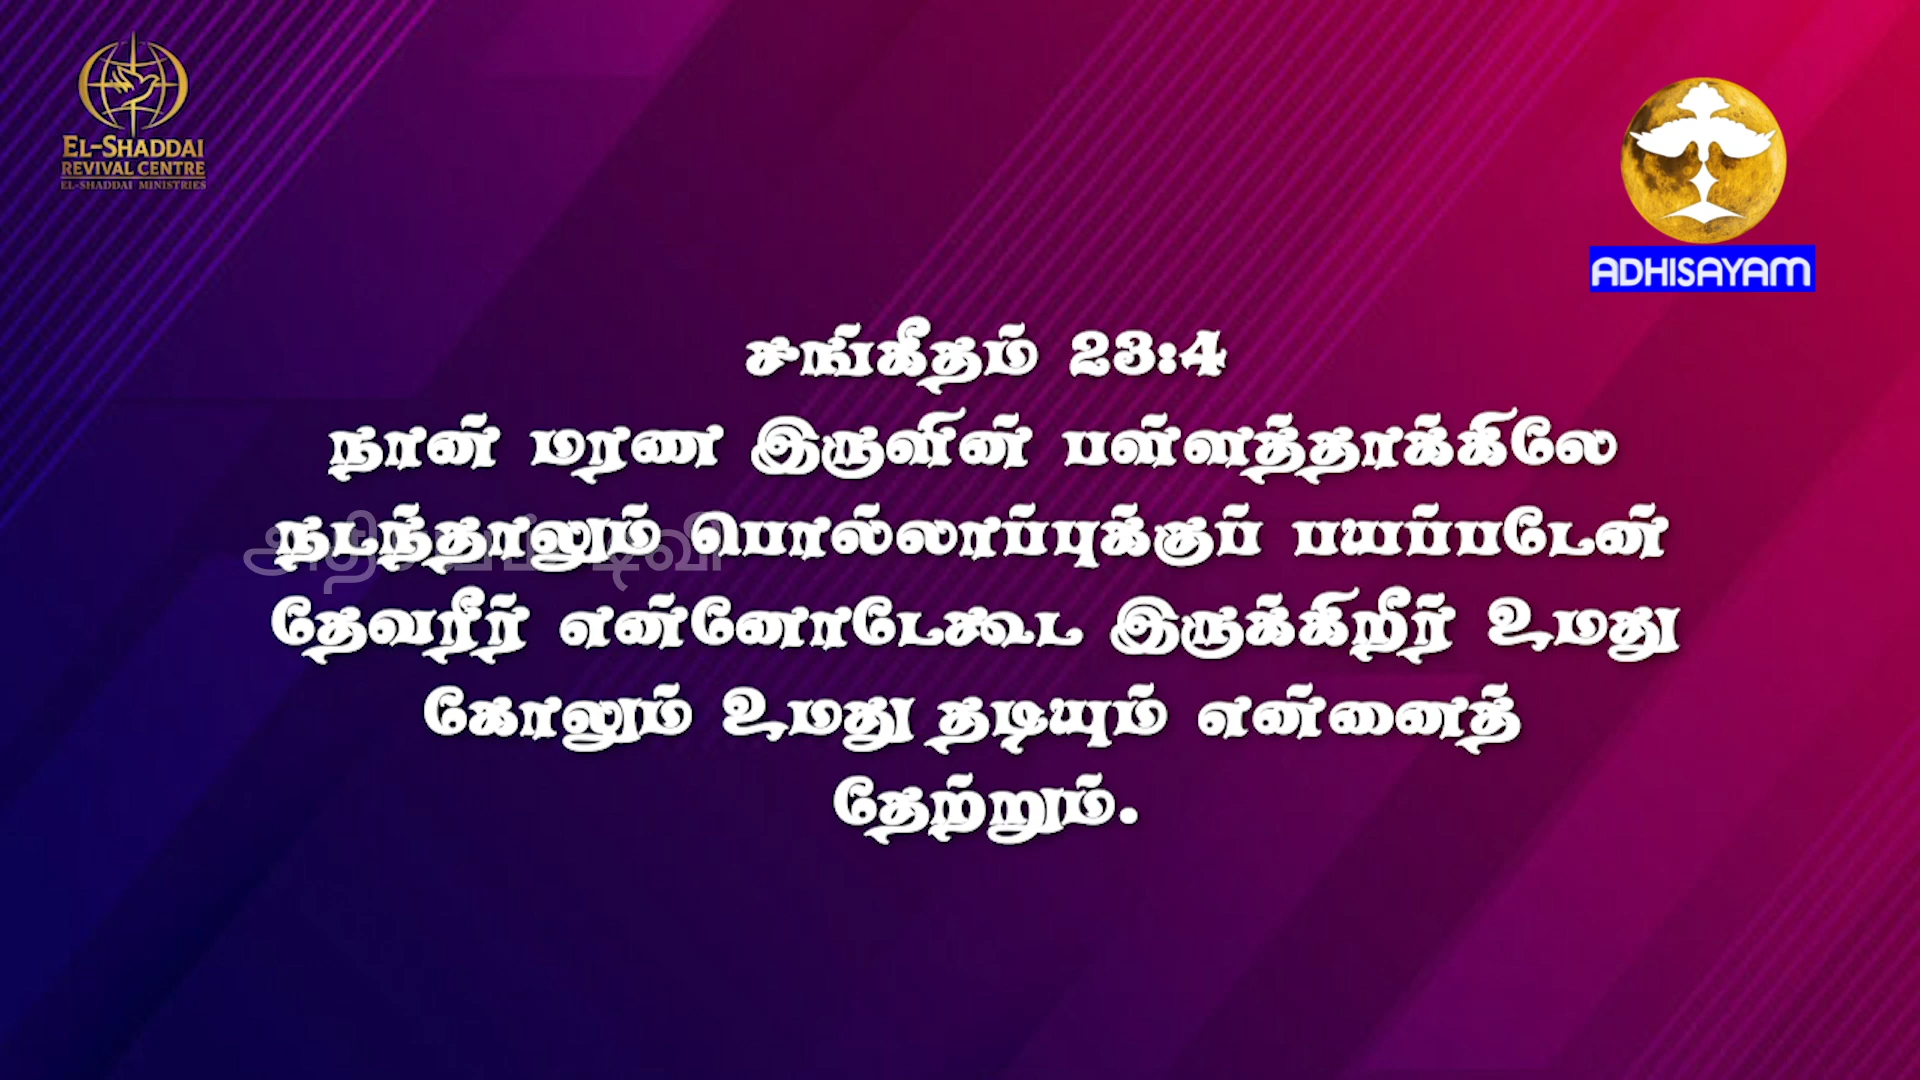 EL-SHADDAI
REVIVAL CENTRE
EL-SHADDAI MINISTRIES
ADHISAYAM
சங்கீதம் 23:4
நான் மரண இருளின் பள்ளத்தாக்கிலே
நடந்தாலும் பொல்லாப்புக்குப் பயப்படேன்
தேவரீர் என்னோடேகூட இருக்கிறீர் உமது
கோலும் உமது தடியும் என்னைத்
தேற்றும்.